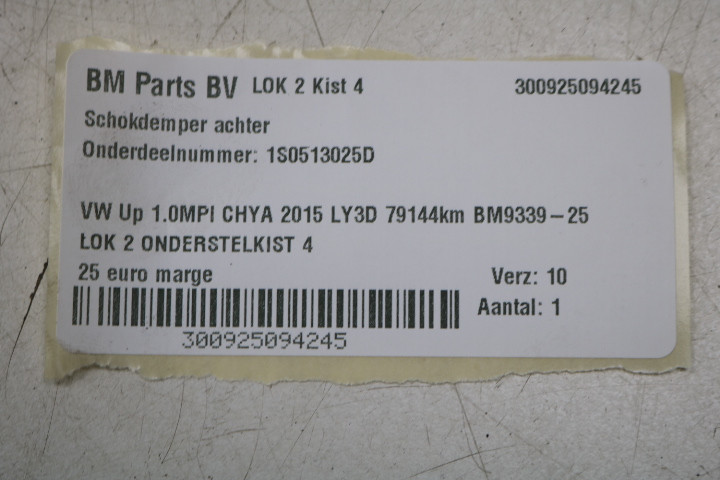 BM Parts BV LOK 2 Kist 4 300925094245
Schokdemper achter
Onderdeelnummer: 1S0513025D
VW Up 1.0MPI CHYA 2015 LY3D 79144km BM9339-25
LOK 2 ONDERSTELKIST 4
25 euro marge Verz: 10
Aantal: 1
300925094245